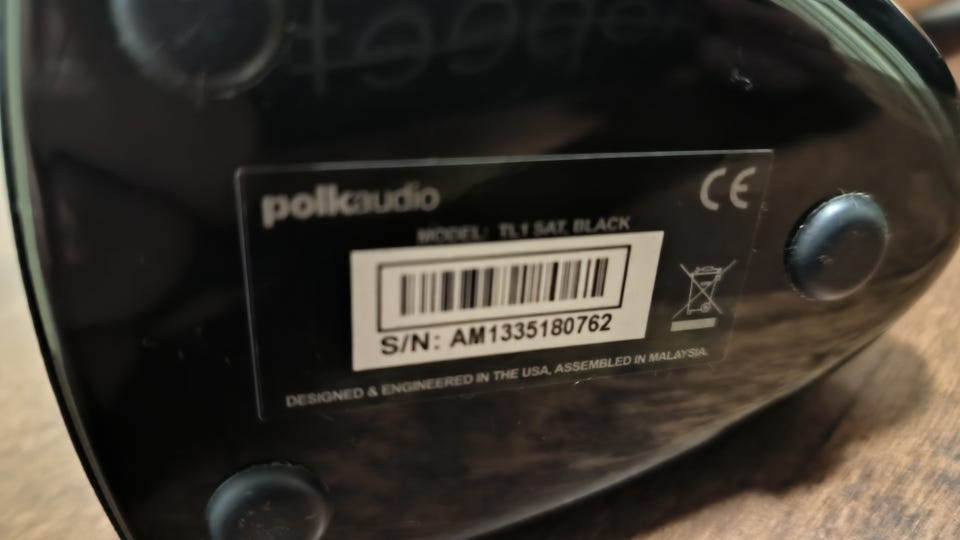 polkaudio
CE
MODEL: TL1 SAT, BLACK
S/N: AM1335180762
DESIGNED & ENGINEERED IN THE USA, ASSEMBLED IN MALAYSIA.